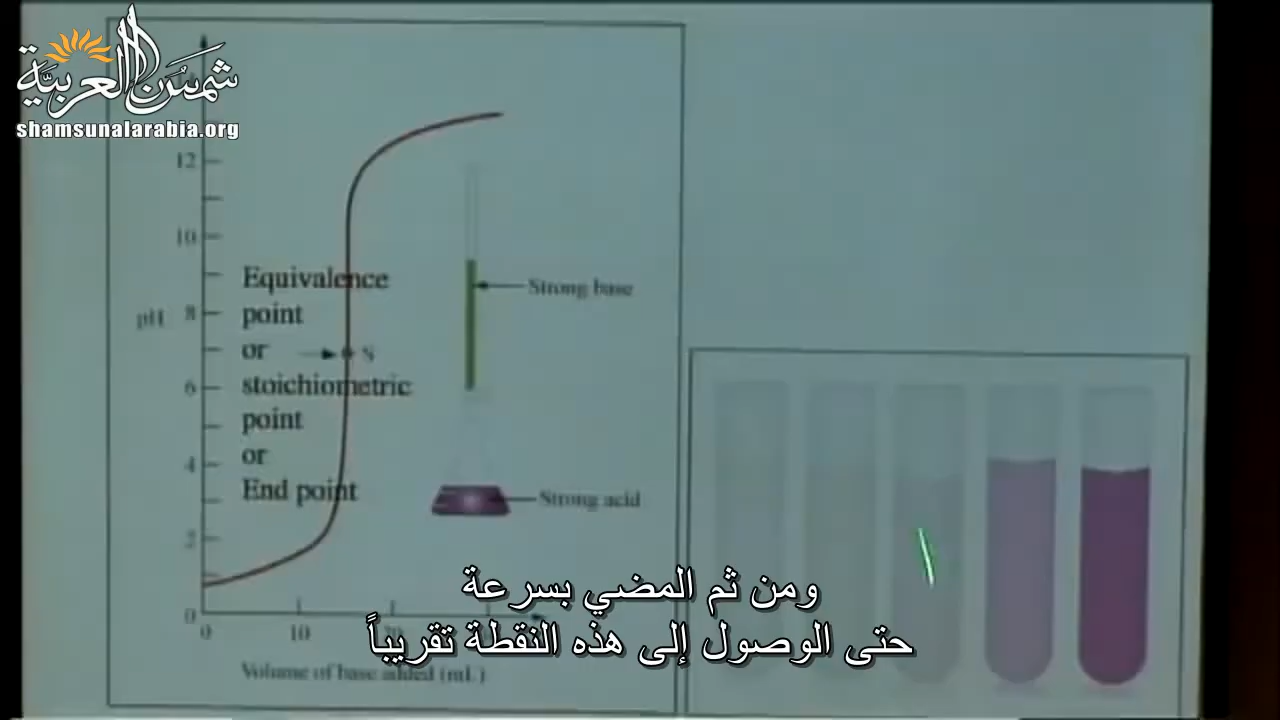 شمس العربية
shamsunalarabia.org
12
10
8
6
4
2
0
pH
Equivalence
point
or
stoichiometric
point
or
End point
S
Strong base
Strong acid
0
10
20
Volume of base added (mL)
ومن ثم المضي بسرعة
حتى الوصول إلى هذه النقطة تقريباً